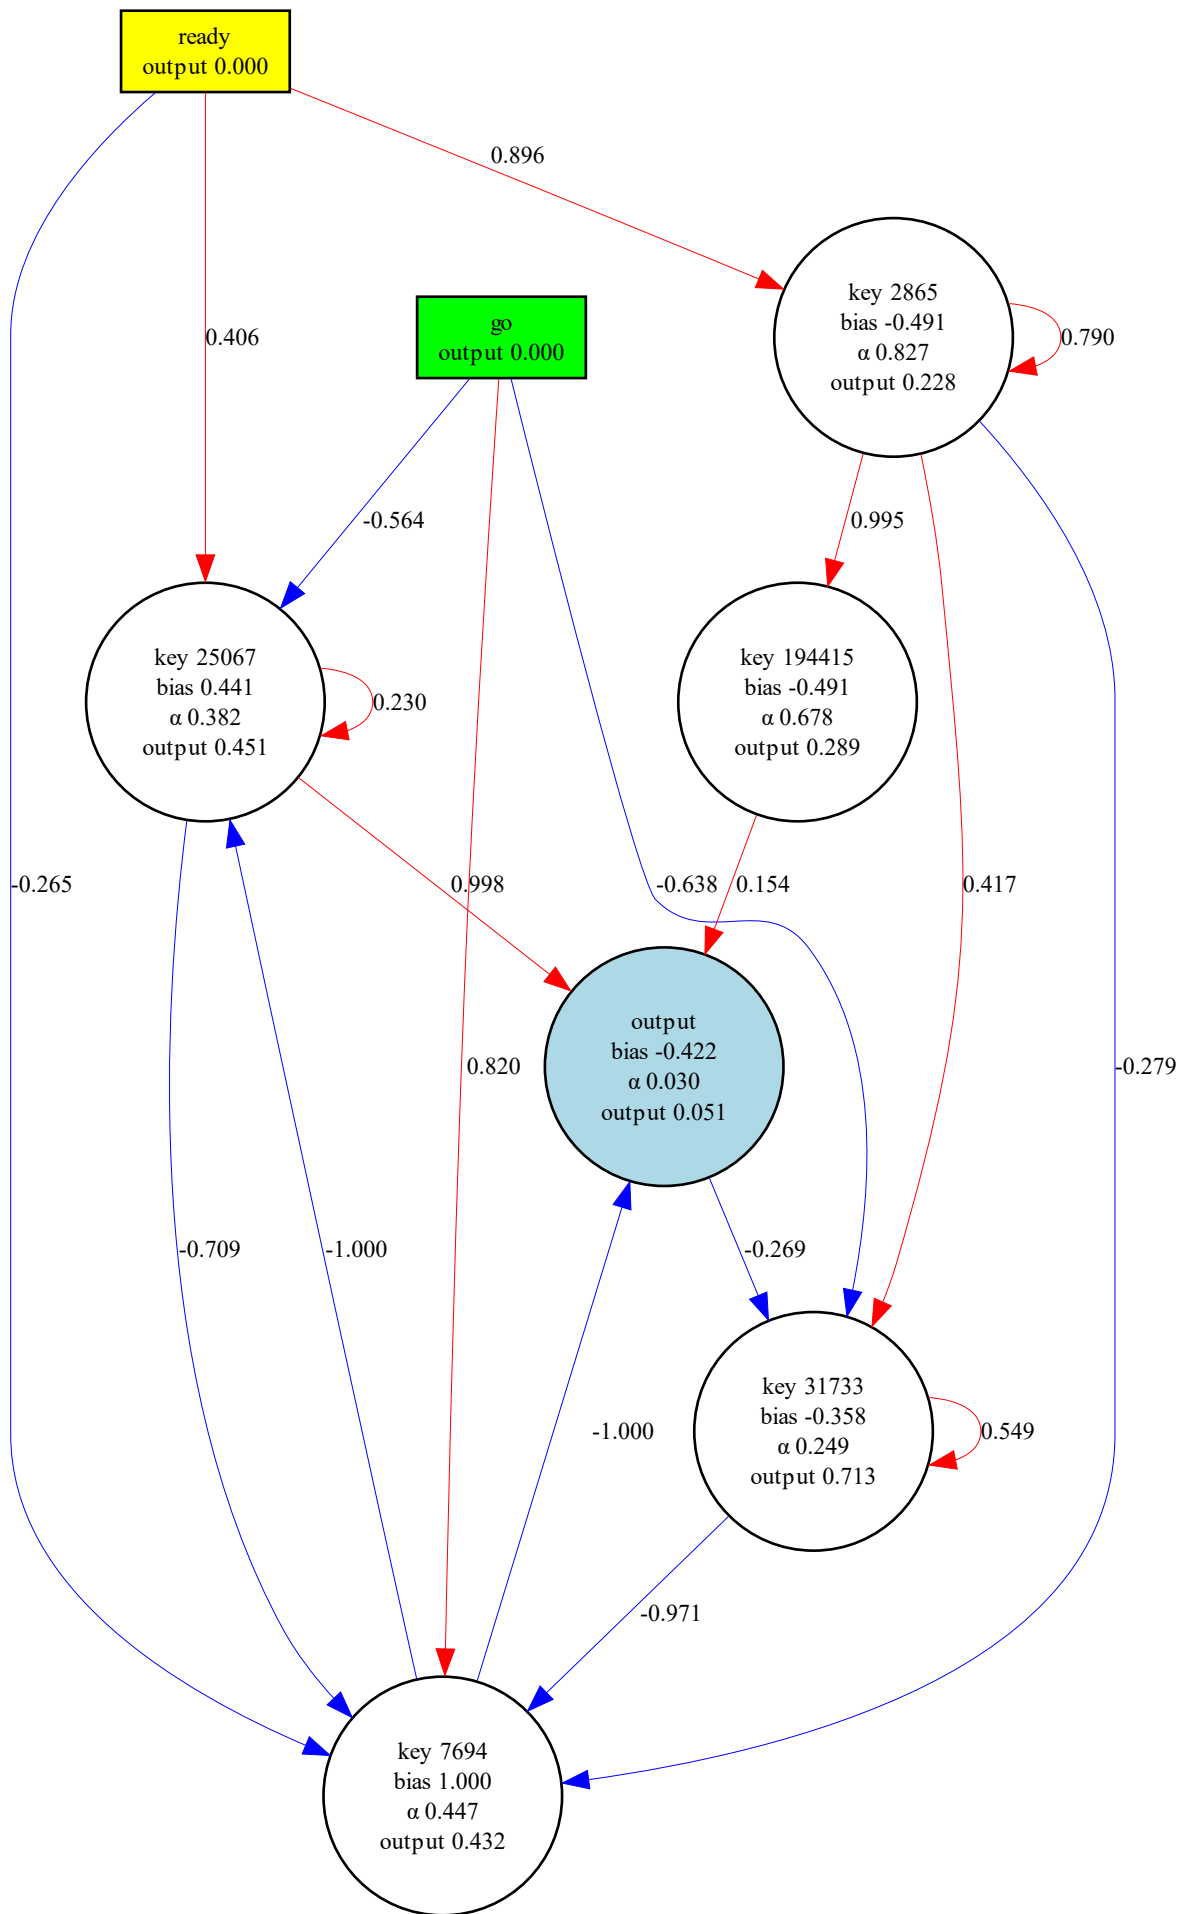 ready
output 0.000
0.896
key 2865
bias -0.491
α 0.827
output 0.228
0.790
go
output 0.000
0.406
-0.564
0.995
key 25067
bias 0.441
α 0.382
output 0.451
0.230
key 194415
bias -0.491
α 0.678
output 0.289
-0.265
0.998
-0.638
0.154
0.417
output
bias -0.422
α 0.030
output 0.051
0.820
-0.279
-0.709
-1.000
-0.269
-1.000
key 31733
bias -0.358
α 0.249
output 0.713
0.549
-0.971
key 7694
bias 1.000
α 0.447
output 0.432